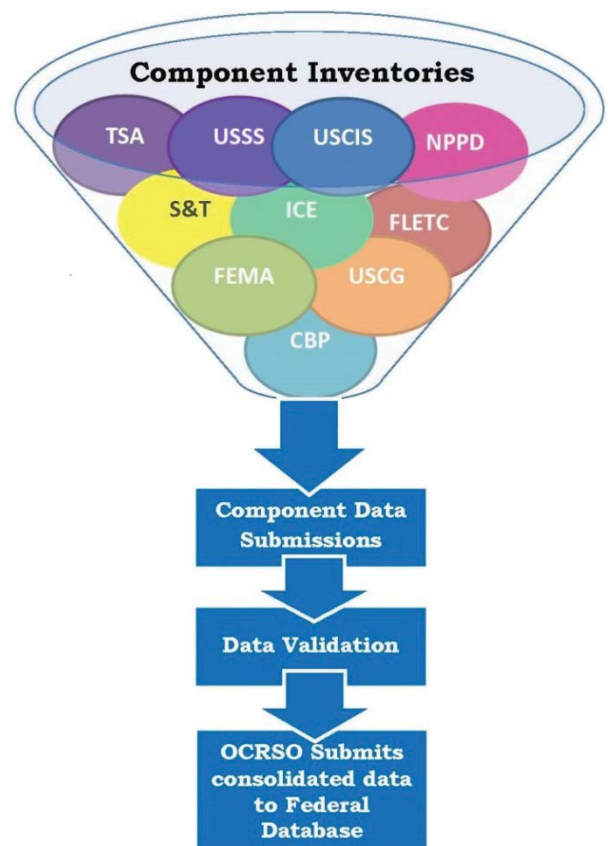 Component Inventories
TSA
USSS
USCIS
NPPD
S&T
ICE
FLETC
FEMA
USCG
CBP
Component Data
Submissions
Data Validation
OCRSO Submits
consolidated data
to Federal
Database